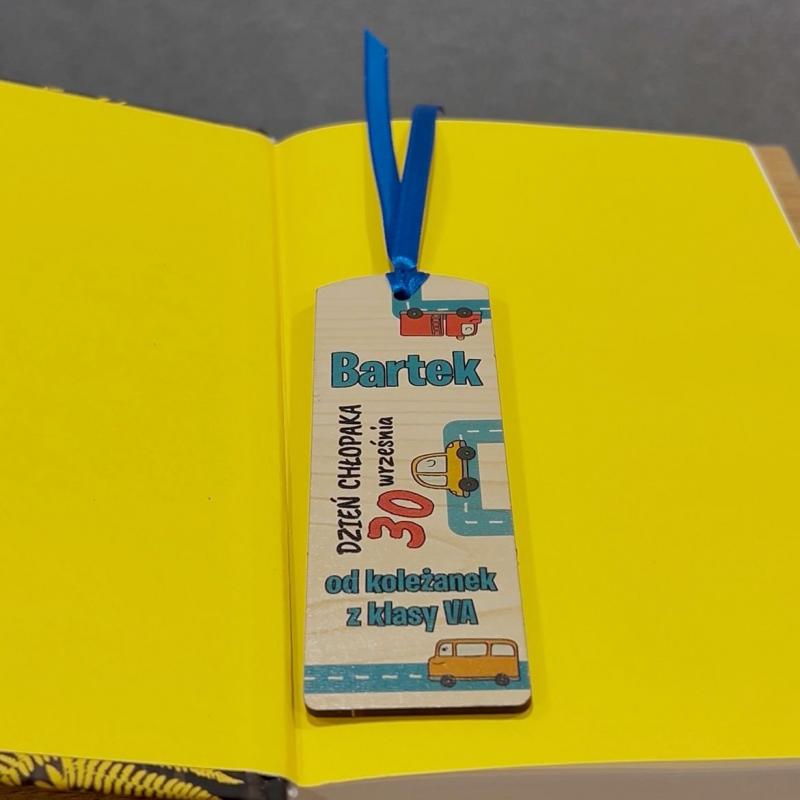 Bartek
DZIEŃ CHŁOPAKA
30 września
od koleżanek
z klasy VA